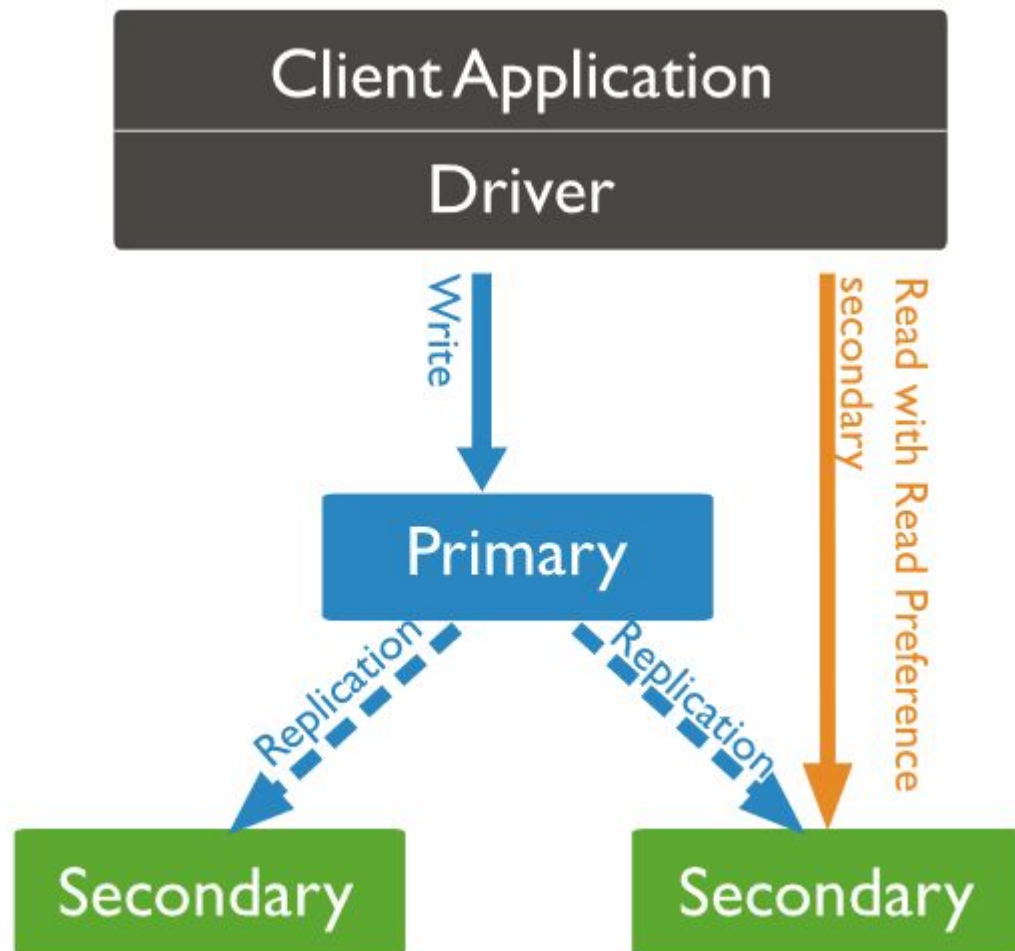 Client Application
Driver
Write
Read with Read Preference
secondary
Primary
Replication
Replication
Secondary
Secondary